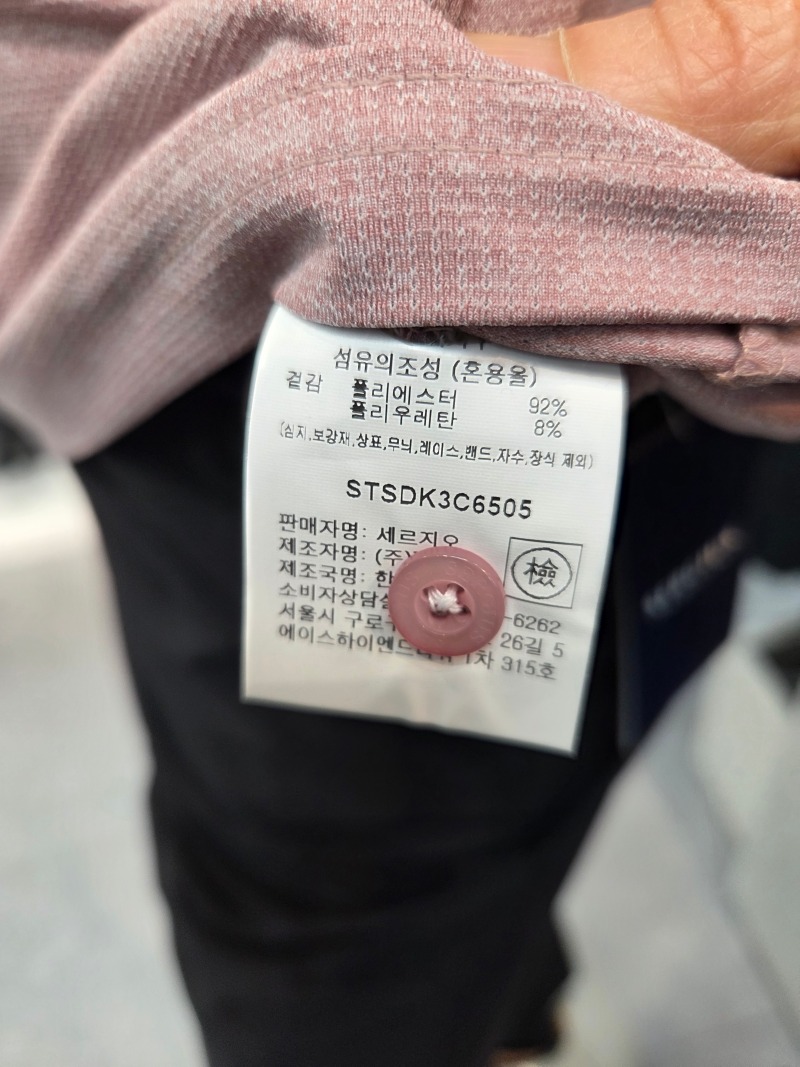 섬유의조성 (혼용율)
겉감 폴리에스터 92%
폴리우레탄 8%
(심지,보강재,상표,무늬,레이스,밴드,자수,장식 제외)
STSDK3C6505
판매자명: 세르지오
제조자명: (주)
제조국명: 한
소비자상담실 -6262
서울시 구로 26길 5
에이스하이엔드 1차 315호
檢